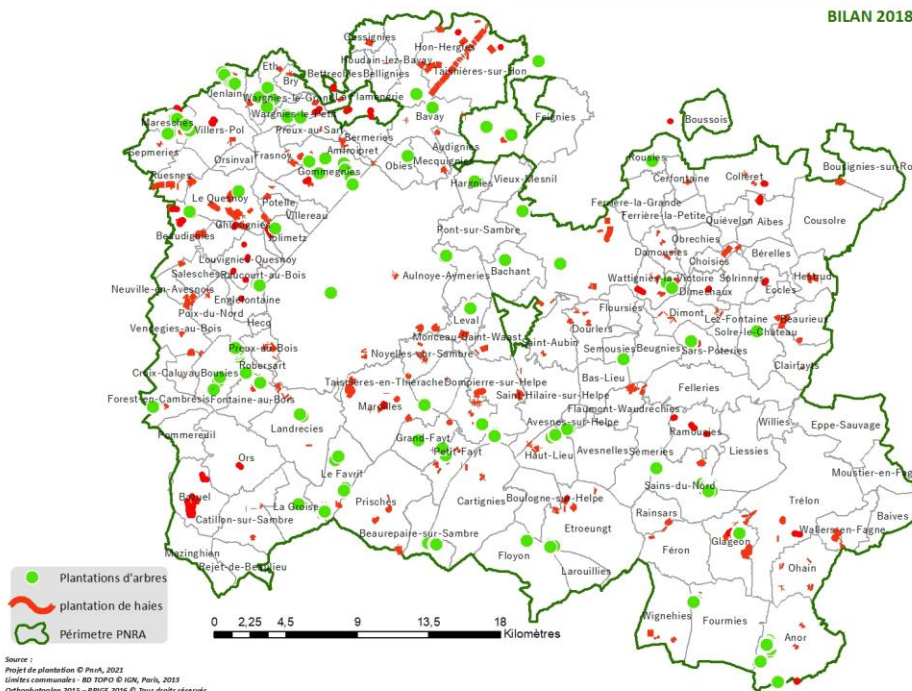 BILAN 2018
Gussignies
Hon-Hergies
Houdain-lez-Bavay
Taisnières-sur-Hon
Eth
Bry
Bettrechies
Bellignies
Jenlain
Wargnies-le-Grand
La Flamengrie
Wargnies-le-Petit
Bavay
Feignies
Boussois
Maresches
Villers-Pol
Preux-au-Sart
Bermeries
Audignies
Sepmeries
Orsinval
Frasnoy
Amfroipret
Obies
Mecquignies
Vieux-Mesnil
Rousies
Bousignies-sur-Ro
Ruesnes
Gommegnies
Hargnies
Cerfontaine
Colleret
Le Quesnoy
Potelle
Villereau
Ferrière-la-Grande
Ferrière-la-Petite
Quiévelon
Aibes
Cousolre
Beaudignies
Ghissignies
Jolimetz
Pont-sur-Sambre
Obrechies
Damousies
Choisies
Bérelles
Louvignies-Quesnoy
Salesches
Raucourt-au-Bois
Aulnoye-Aymeries
Bachant
Wattignies-la-Victoire
Solrinnes
Hestrud
Neuville-en-Avesnois
Englefontaine
Dimechaux
Eccles
Poix-du-Nord
Hecq
Leval
Floursies
Dimont
Lez-Fontaine
Beaurieux
Vendegies-au-Bois
Monceau-Saint-Waast
Dourlers
Solre-le-Château
Preux-au-Bois
Noyelles-sur-Sambre
Saint-Aubin
Semousies
Beugnies
Sars-Poteries
Robersart
Clairfayts
Croix-Caluyau
Bousies
Taisnières-en-Thiérache
Dompierre-sur-Helpe
Bas-Lieu
Felleries
Forest-en-Cambrésis
Fontaine-au-Bois
Maroilles
Saint-Hilaire-sur-Helpe
Flaumont-Waudrechies
Willies
Eppe-Sauvage
Landrecies
Avesnes-sur-Helpe
Ramousies
Pommereuil
Grand-Fayt
Petit-Fayt
Haut-Lieu
Avesnelles
Sémeries
Liessies
Moustier-en-Fag
Ors
Le Favril
Sains-du-Nord
Bazuel
Prisches
Cartignies
Boulogne-sur-Helpe
Trélon
La Groise
Rainsars
Baives
Catillon-sur-Sambre
Beaurepaire-sur-Sambre
Etroeungt
Wallers-en-Fagne
Mazinghien
Floyon
Féron
Glageon
Rejet-de-Beaulieu
Larouillies
Ohain
Wignehies
Fourmies
Anor
Plantations d'arbres
plantation de haies
Périmetre PNRA
0 2,25 4,5 9 13,5 18
Kilomètres
Source :
Projet de plantation © PnrA, 2021
Limites communales - BD TOPO © IGN, Paris, 2013
Orthophotoplan 2015 – PPIGE 2016 © Tous droits réservés